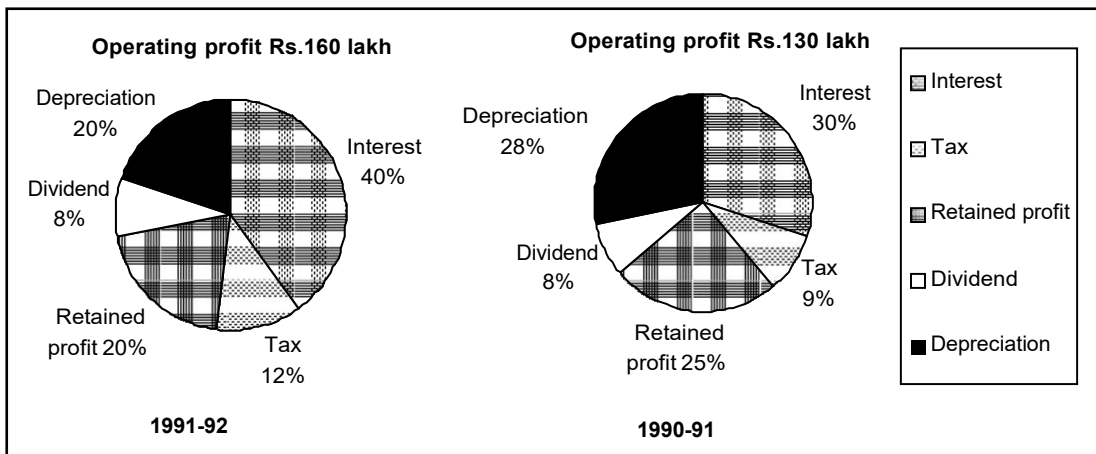 Operating profit Rs.160 lakh
Depreciation
20%
Interest
40%
Dividend
8%
Retained
profit 20%
Tax
12%
1991-92
Operating profit Rs.130 lakh
Interest
30%
Depreciation
28%
Dividend
8%
Tax
9%
Retained
profit 25%
1990-91
Interest
Tax
Retained profit
Dividend
Depreciation